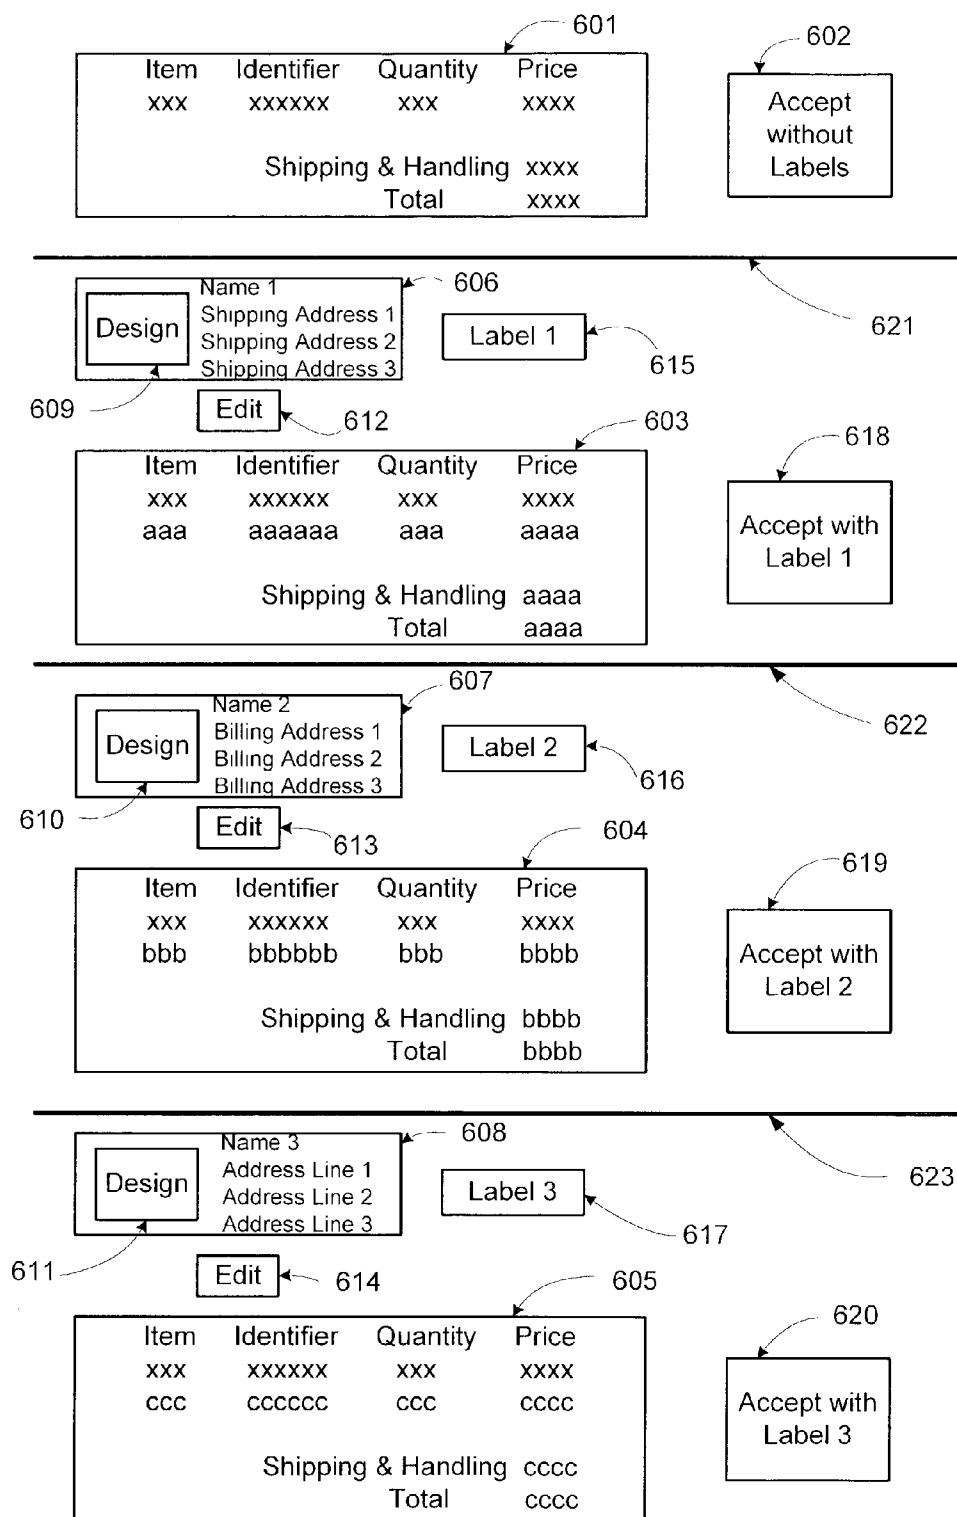 601
602
Item Identifier Quantity Price
xxx xxxxxx xxx xxxx
Shipping & Handling xxxx
Total xxxx
Accept
without
Labels
606
621
Design
Name 1
Shipping Address 1
Shipping Address 2
Shipping Address 3
Label 1
615
609
Edit
612
603
618
Item Identifier Quantity Price
xxx xxxxxx xxx xxxx
aaa aaaaaa aaa aaaa
Shipping & Handling aaaa
Total aaaa
Accept with
Label 1
607
622
Design
Name 2
Billing Address 1
Billing Address 2
Billing Address 3
Label 2
616
610
Edit
613
604
619
Item Identifier Quantity Price
xxx xxxxxx xxx xxxx
bbb bbbbbb bbb bbbb
Shipping & Handling bbbb
Total bbbb
Accept with
Label 2
608
623
Design
Name 3
Address Line 1
Address Line 2
Address Line 3
Label 3
617
611
Edit
614
605
620
Item Identifier Quantity Price
xxx xxxxxx xxx xxxx
ccc cccccc ccc cccc
Shipping & Handling cccc
Total cccc
Accept with
Label 3